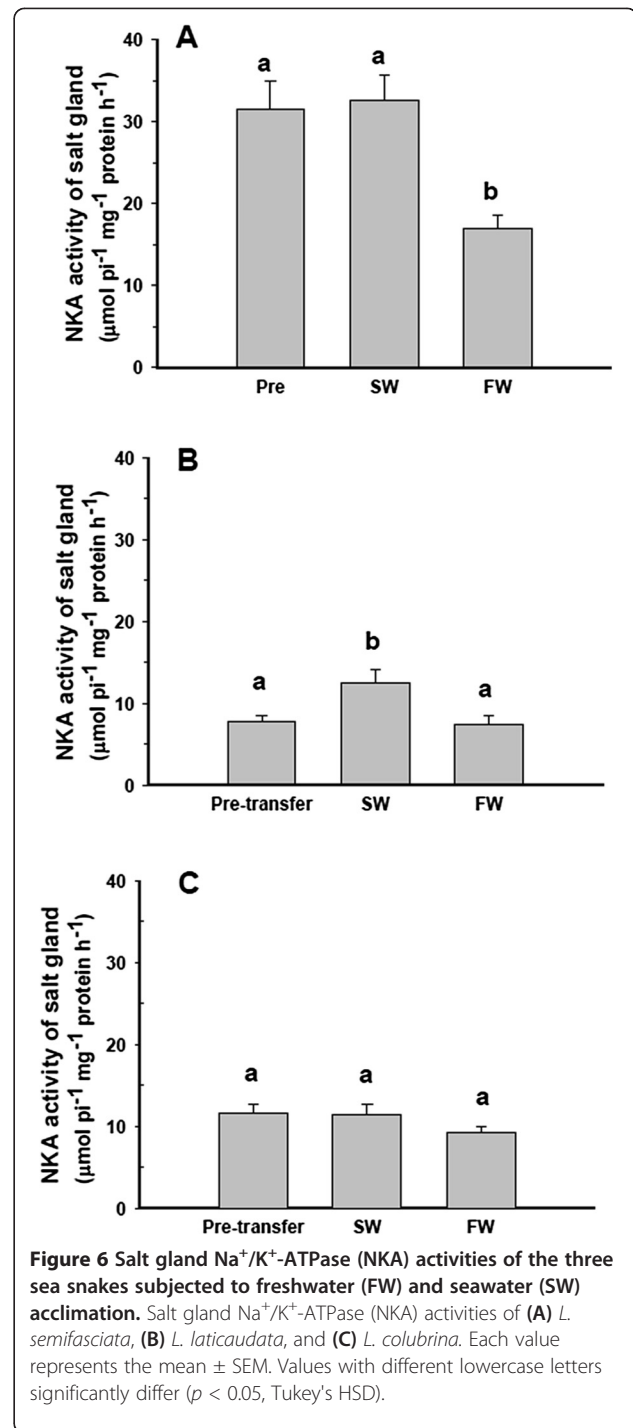 A
NKA activity of salt gland
(μmol pi⁻¹ mg⁻¹ protein h⁻¹)
40
30
20
10
0
a
a
b
Pre
SW
FW
B
NKA activity of salt gland
(μmol pi⁻¹ mg⁻¹ protein h⁻¹)
40
30
20
10
0
a
b
a
Pre-transfer
SW
FW
C
NKA activity of salt gland
(μmol pi⁻¹ mg⁻¹ protein h⁻¹)
40
30
20
10
0
a
a
a
Pre-transfer
SW
FW
Figure 6 Salt gland Na⁺/K⁺-ATPase (NKA) activities of the three
sea snakes subjected to freshwater (FW) and seawater (SW)
acclimation. Salt gland Na⁺/K⁺-ATPase (NKA) activities of (A) L.
semifasciata, (B) L. laticaudata, and (C) L. colubrina. Each value
represents the mean ± SEM. Values with different lowercase letters
significantly differ (p < 0.05, Tukey's HSD).